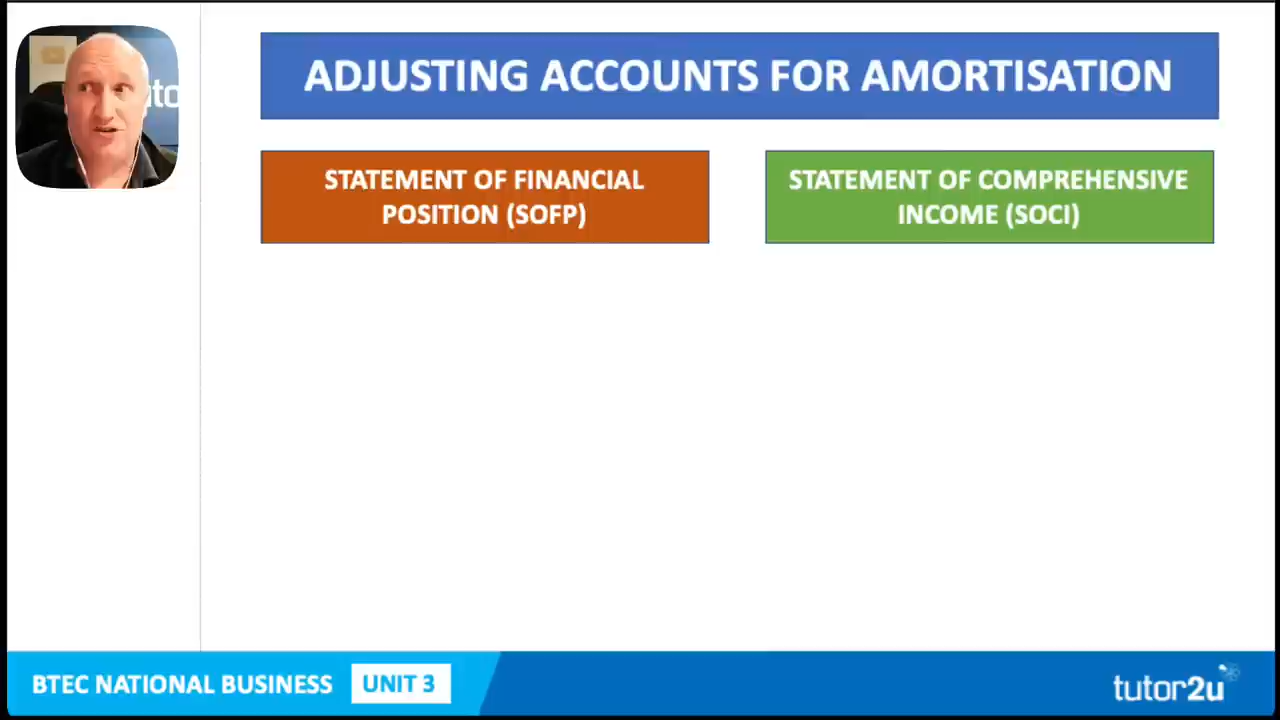 ADJUSTING ACCOUNTS FOR AMORTISATION
STATEMENT OF FINANCIAL
POSITION (SOFP)
STATEMENT OF COMPREHENSIVE
INCOME (SOCI)
BTEC NATIONAL BUSINESS UNIT 3
tutor2u